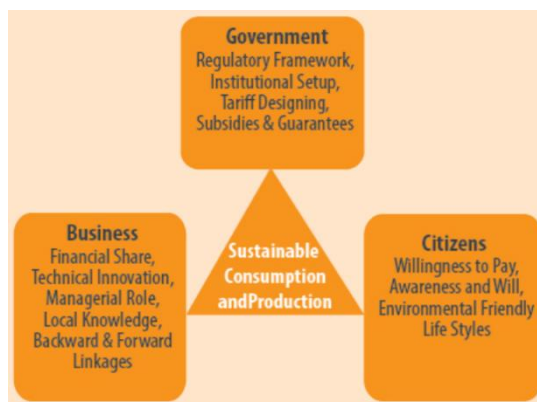 Government
Regulatory Framework,
Institutional Setup,
Tariff Designing,
Subsidies & Guarantees
Business
Financial Share,
Technical Innovation,
Managerial Role,
Local Knowledge,
Backward & Forward
Linkages
Sustainable
Consumption
andProduction
Citizens
Willingness to Pay,
Awareness and Will,
Environmental Friendly
Life Styles